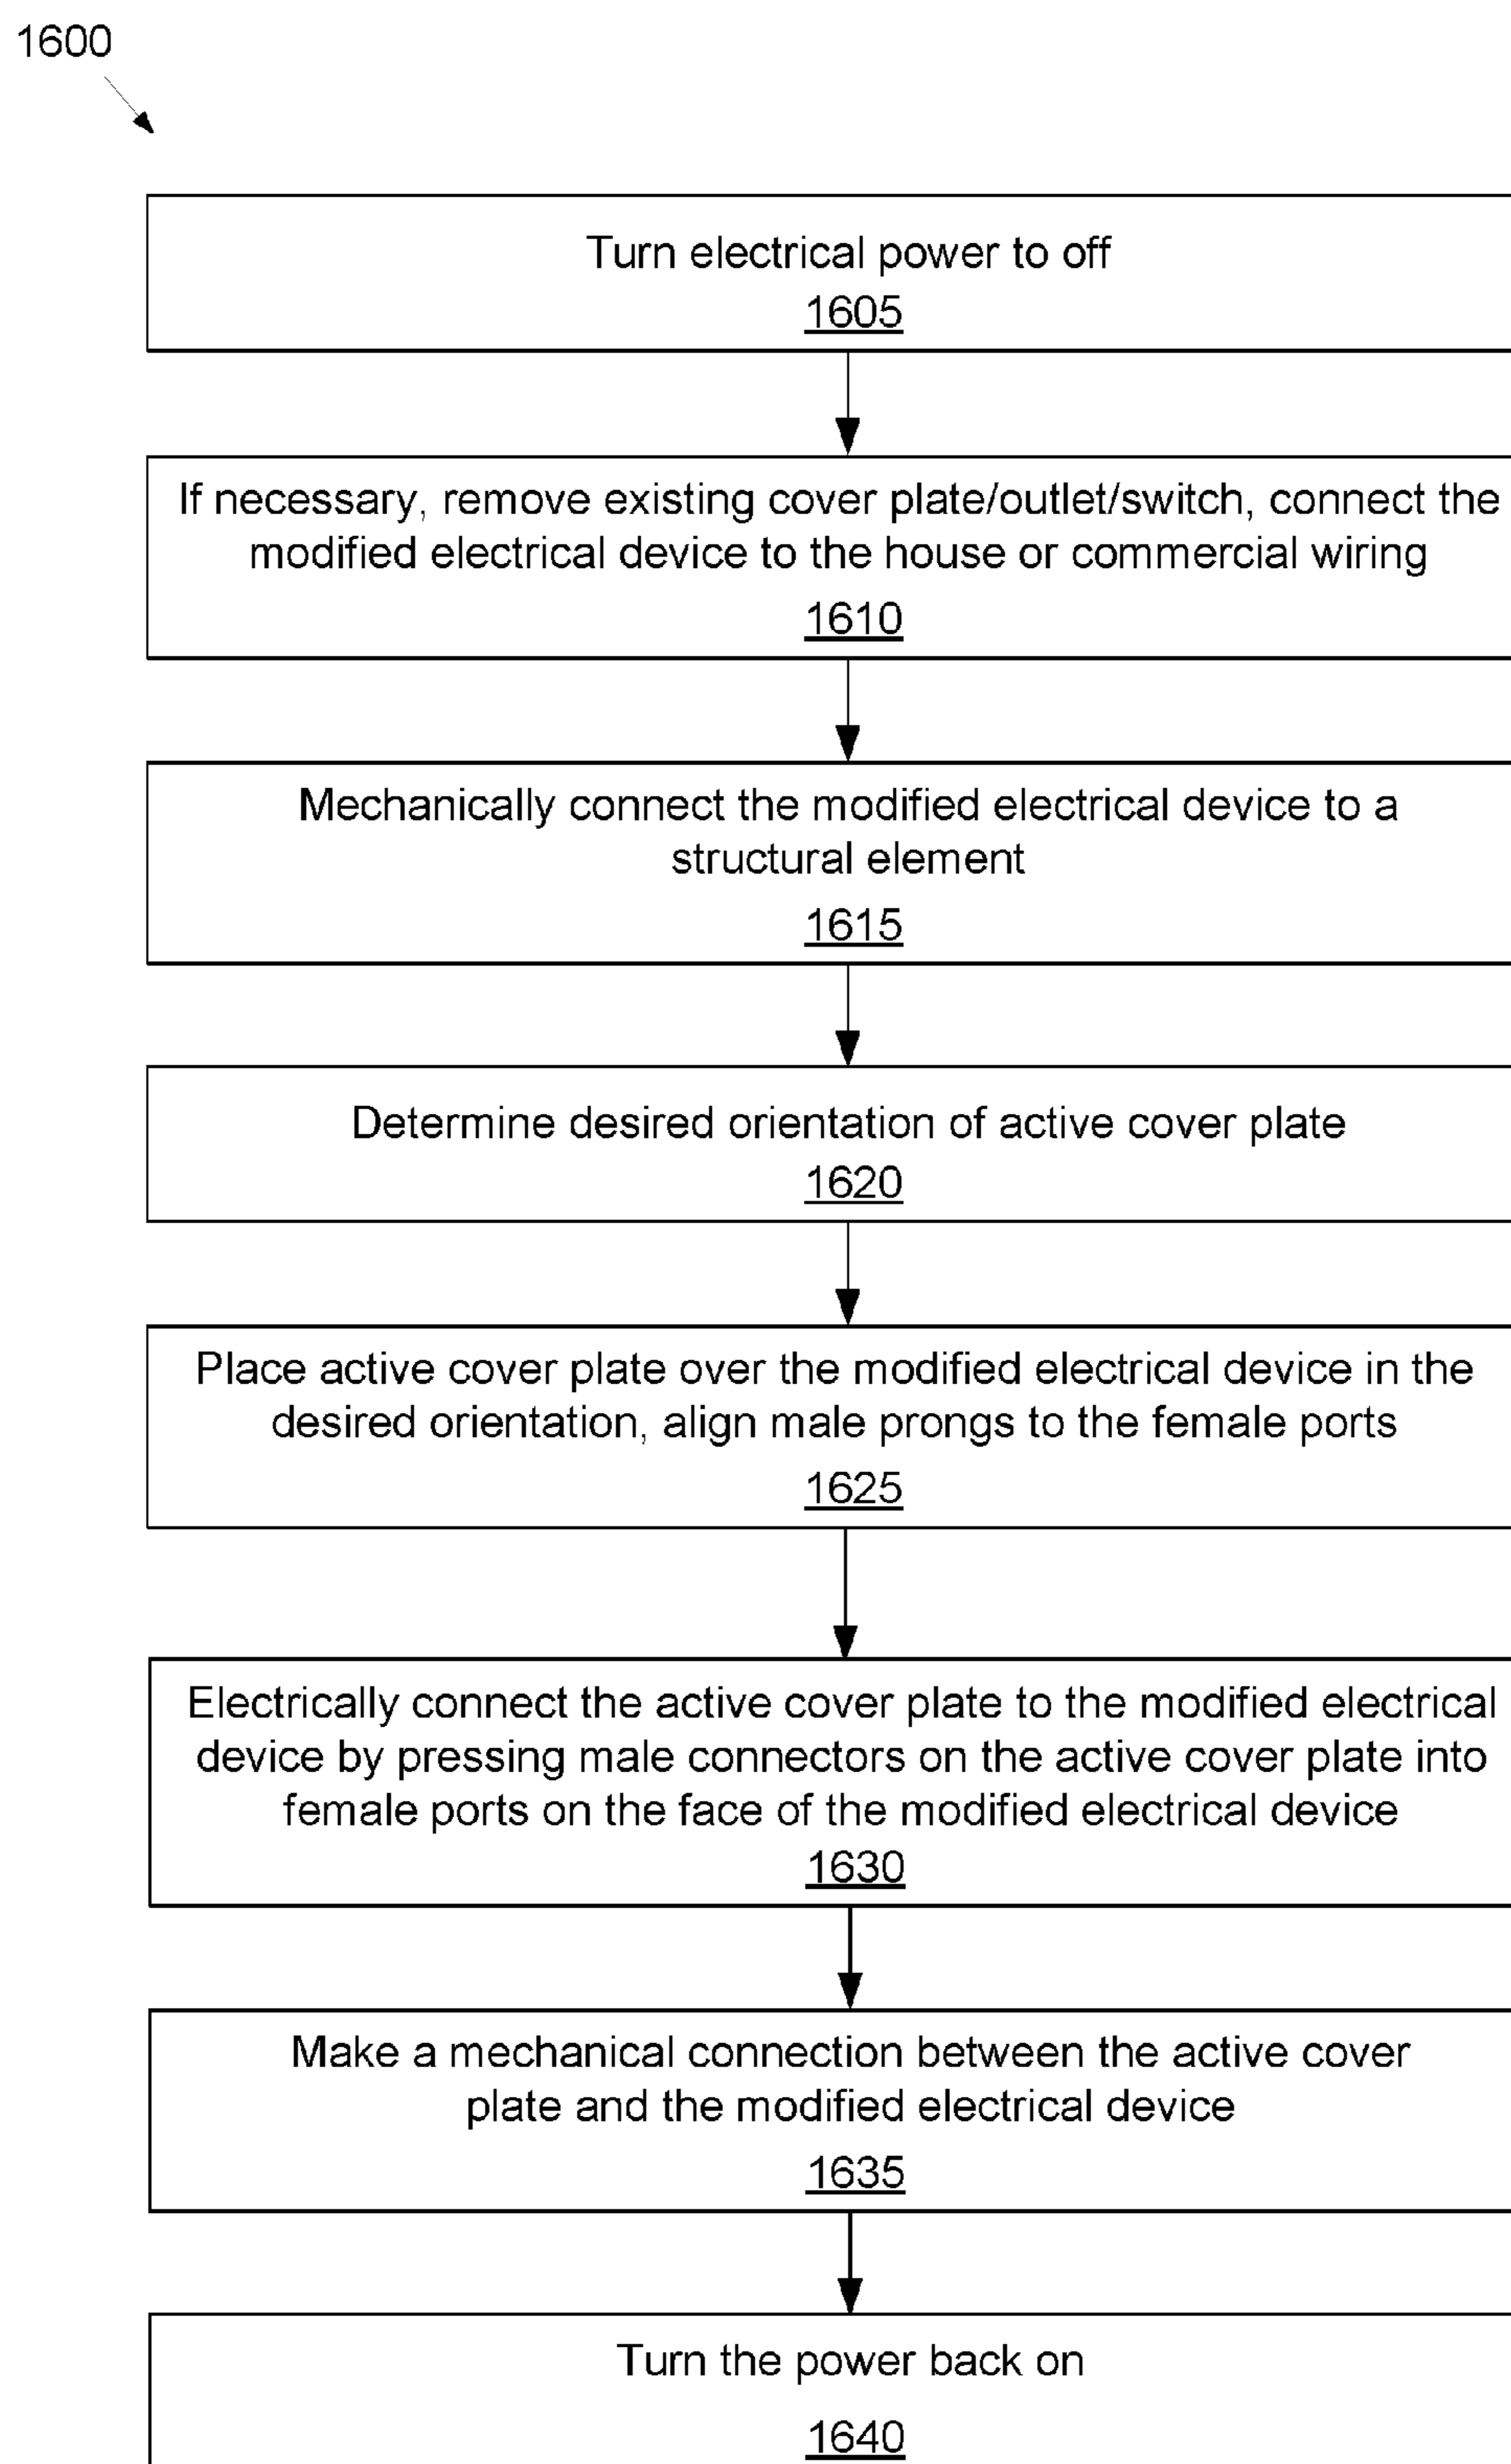 1600
Turn electrical power to off
1605
If necessary, remove existing cover plate/outlet/switch, connect the
modified electrical device to the house or commercial wiring
1610
Mechanically connect the modified electrical device to a
structural element
1615
Determine desired orientation of active cover plate
1620
Place active cover plate over the modified electrical device in the
desired orientation, align male prongs to the female ports
1625
Electrically connect the active cover plate to the modified electrical
device by pressing male connectors on the active cover plate into
female ports on the face of the modified electrical device
1630
Make a mechanical connection between the active cover
plate and the modified electrical device
1635
Turn the power back on
1640